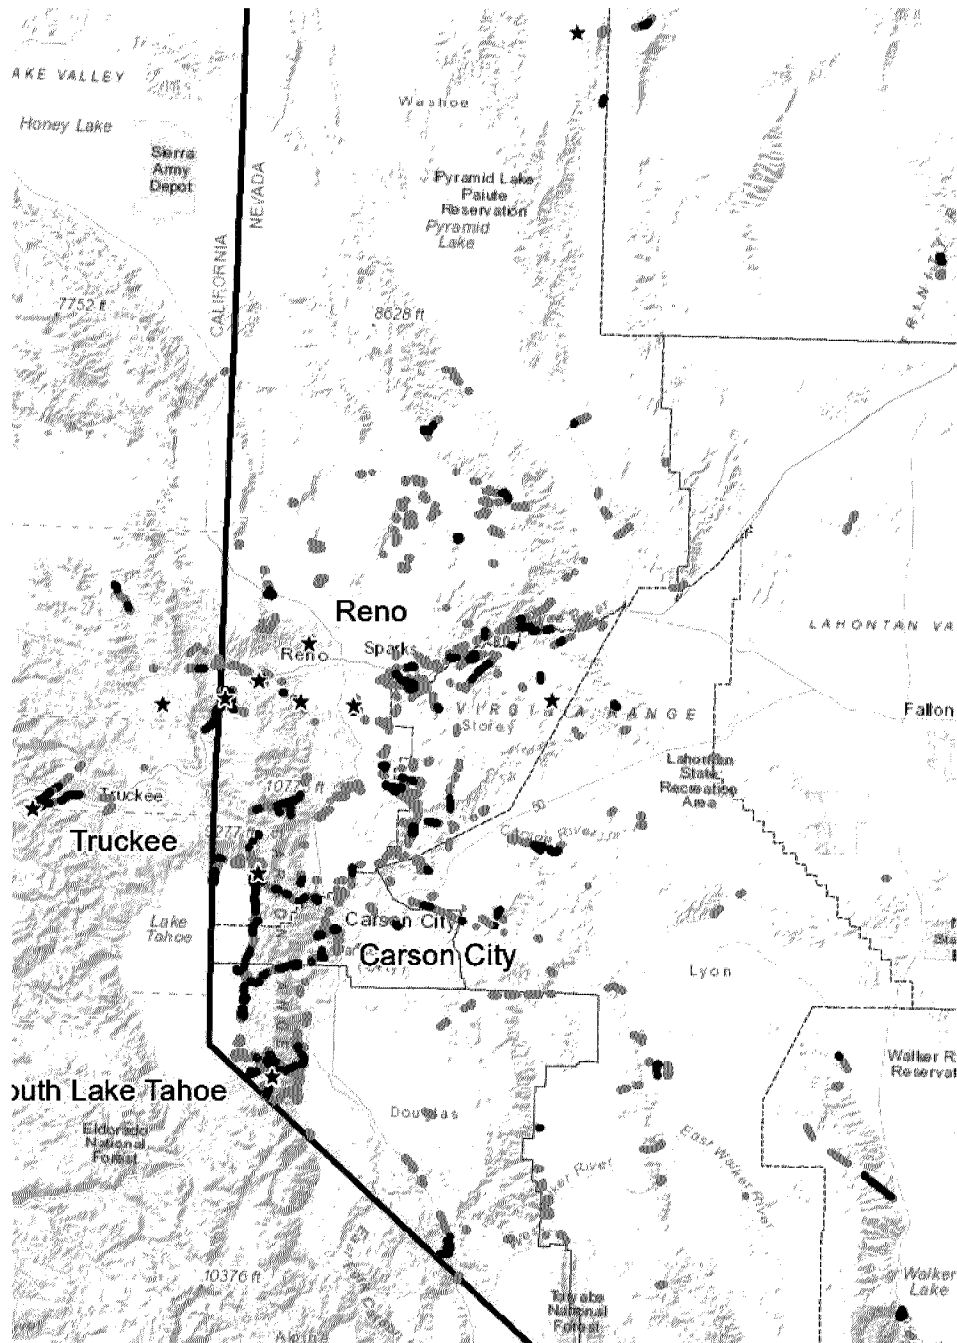 AKE VALLEY
Honey Lake
Sierra
Army
Depot
NEVADA
CALIFORNIA
Washoe
Pyramid Lake
Paiute
Reservation
Pyramid
Lake
7752 ft
8628 ft
Reno
Reno
Sparks
LAHONTAN VA
VIRGINIA RANGE
Storey
Fallon
Lahontan
State
Recreation
Area
Truckee
Truckee
50
Carson River
Lake
Tahoe
Carson City
Carson City
Lyon
Walker R
Reservat
outh Lake Tahoe
Eldorado
National
Forest
Douglas
East Walker River
10376 ft
Walker
Lake
Toiyabe
National
Forest
Alpine